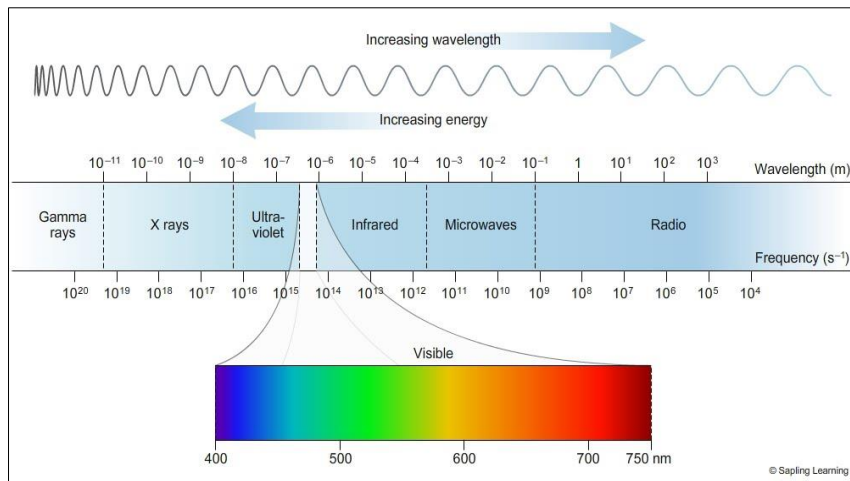 Increasing wavelength
Increasing energy
10⁻¹¹ 10⁻¹⁰ 10⁻⁹ 10⁻⁸ 10⁻⁷ 10⁻⁶ 10⁻⁵ 10⁻⁴ 10⁻³ 10⁻² 10⁻¹ 1 10¹ 10² 10³ Wavelength (m)
Gamma rays
X rays
Ultra-
violet
Infrared
Microwaves
Radio
Frequency (s⁻¹)
10²⁰ 10¹⁹ 10¹⁸ 10¹⁷ 10¹⁶ 10¹⁵ 10¹⁴ 10¹³ 10¹² 10¹¹ 10¹⁰ 10⁹ 10⁸ 10⁷ 10⁶ 10⁵ 10⁴
Visible
400 500 600 700 750 nm
© Sapling Learning